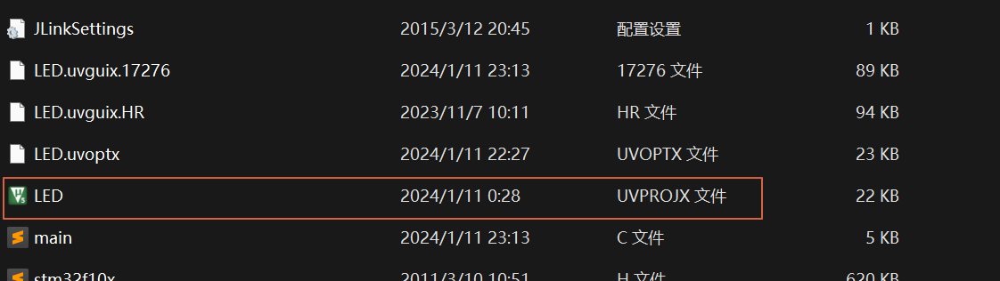 JLinkSettings 2015/3/12 20:45 配置设置 1 KB
LED.uvguix.17276 2024/1/11 23:13 17276 文件 89 KB
LED.uvguix.HR 2023/11/7 10:11 HR 文件 94 KB
LED.uvoptx 2024/1/11 22:27 UVOPTX 文件 23 KB
LED 2024/1/11 0:28 UVPROJX 文件 22 KB
main 2024/1/11 23:13 C 文件 5 KB
stm32f10x 2011/3/10 10:51 H 文件 620 KB